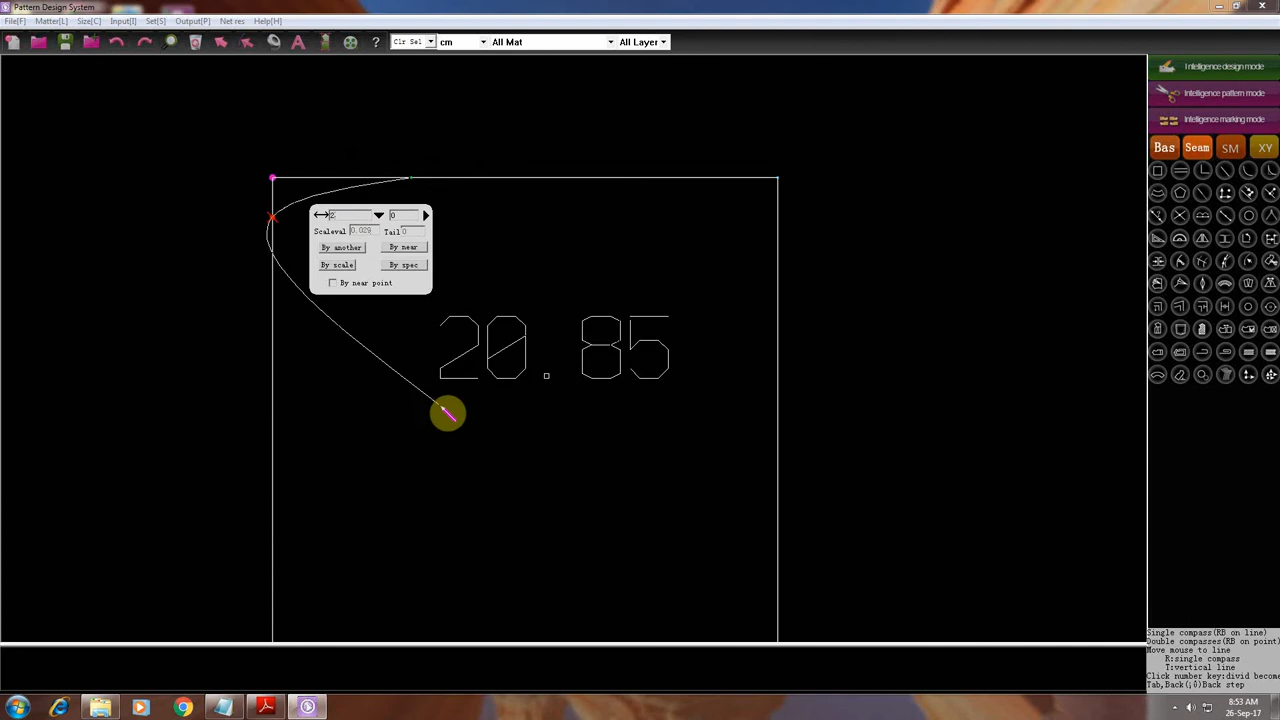 Pattern Design System
File[F] Matter[L] Size[C] Input[I] Set[S] Output[P] Net res Help[H]
Clr Sel cm All Mat All Layer
Intelligence design mode
Intelligence pattern mode
Intelligence marking mode
Bas Seam SM XY
2 0
Scaleval 0.029 Tail 0
By another By near
By scale By spec
By near point
20.85
Single compass(RB on line)
Double compasses(RB on point)
Move mouse to line
R:single compass
T:vertical line
Click number key:divid become
Tab,Back(;0)Back step
8:53 AM
26-Sep-17